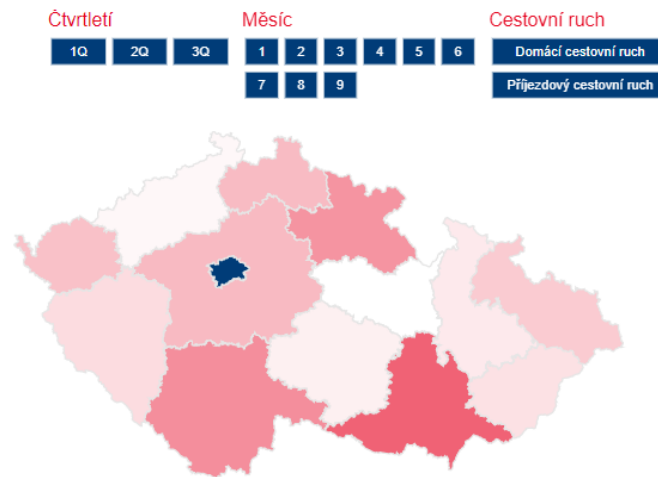 Čtvrtletí
1Q 2Q 3Q
Měsíc
1 2 3 4 5 6
7 8 9
Cestovní ruch
Domácí cestovní ruch
Příjezdový cestovní ruch